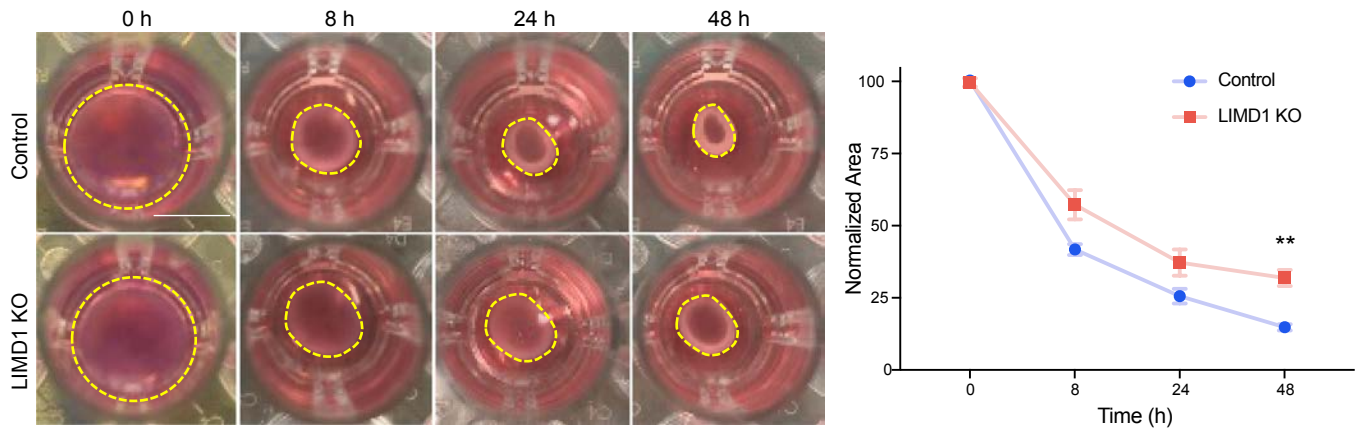 0 h 8 h 24 h 48 h
Control
LIMD1 KO
Normalized Area
100
75
50
25
0
Control
LIMD1 KO
**
0 8 24 48
Time (h)